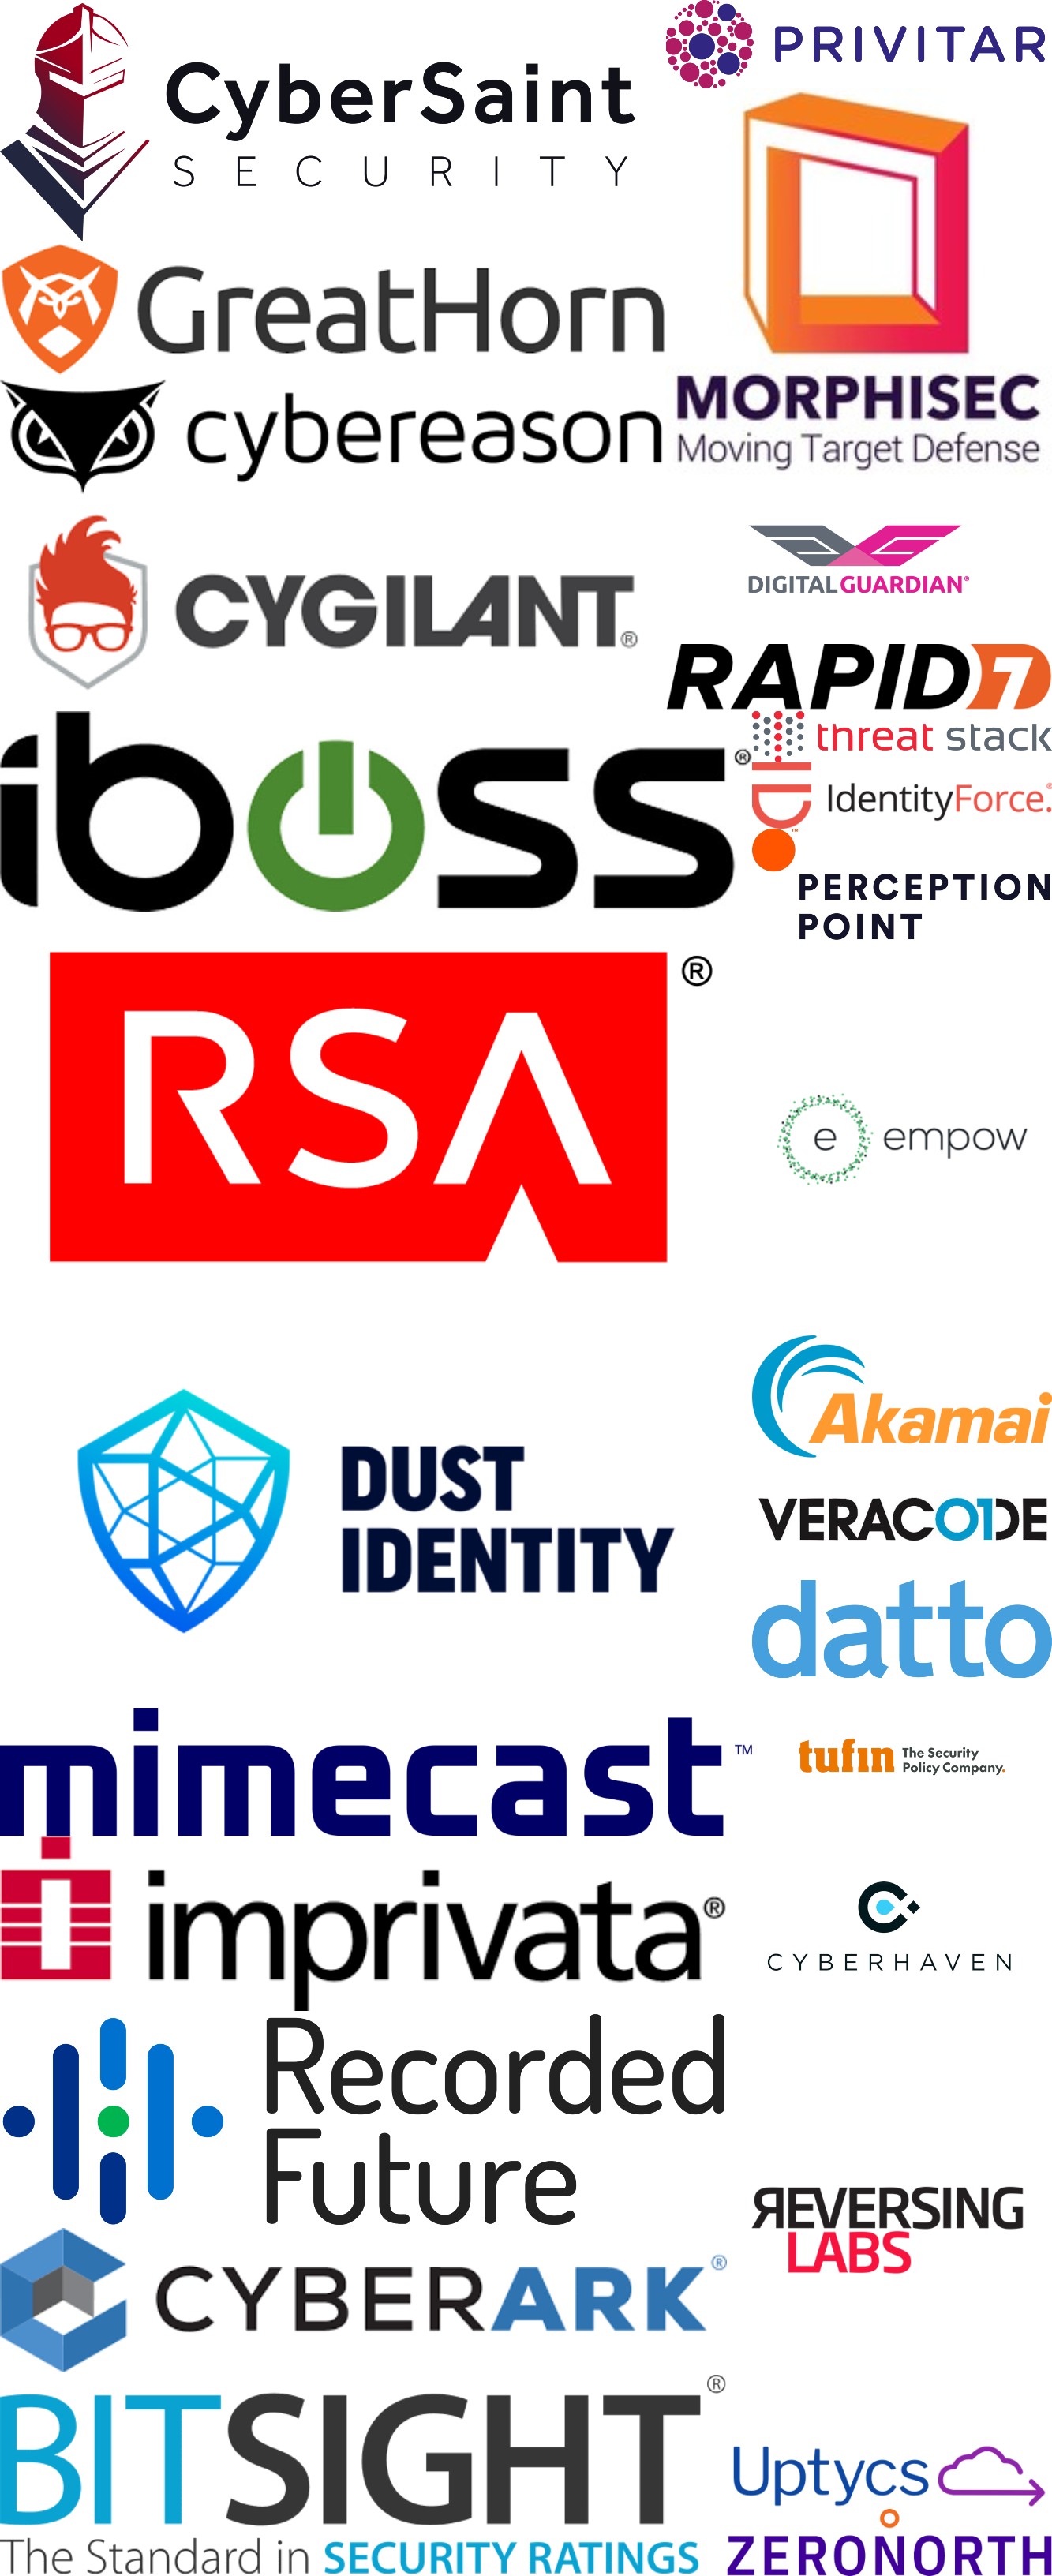 CyberSaint
SECURITY
PRIVITAR
GreatHorn
cybereason
MORPHISEC
Moving Target Defense
CYGILANT®
DIGITALGUARDIAN®
RAPID7
iboss®
threat stack
ID™
IdentityForce®
PERCEPTION
POINT
RSA®
e empow
DUST
IDENTITY
Akamai
VERACODE
datto
mimecast™
tufin The Security
Policy Company.
imprivata®
CYBERHAVEN
Recorded
Future
REVERSING
LABS
CYBERARK®
BITSIGHT®
The Standard in SECURITY RATINGS
Uptycs
ZERONORTH